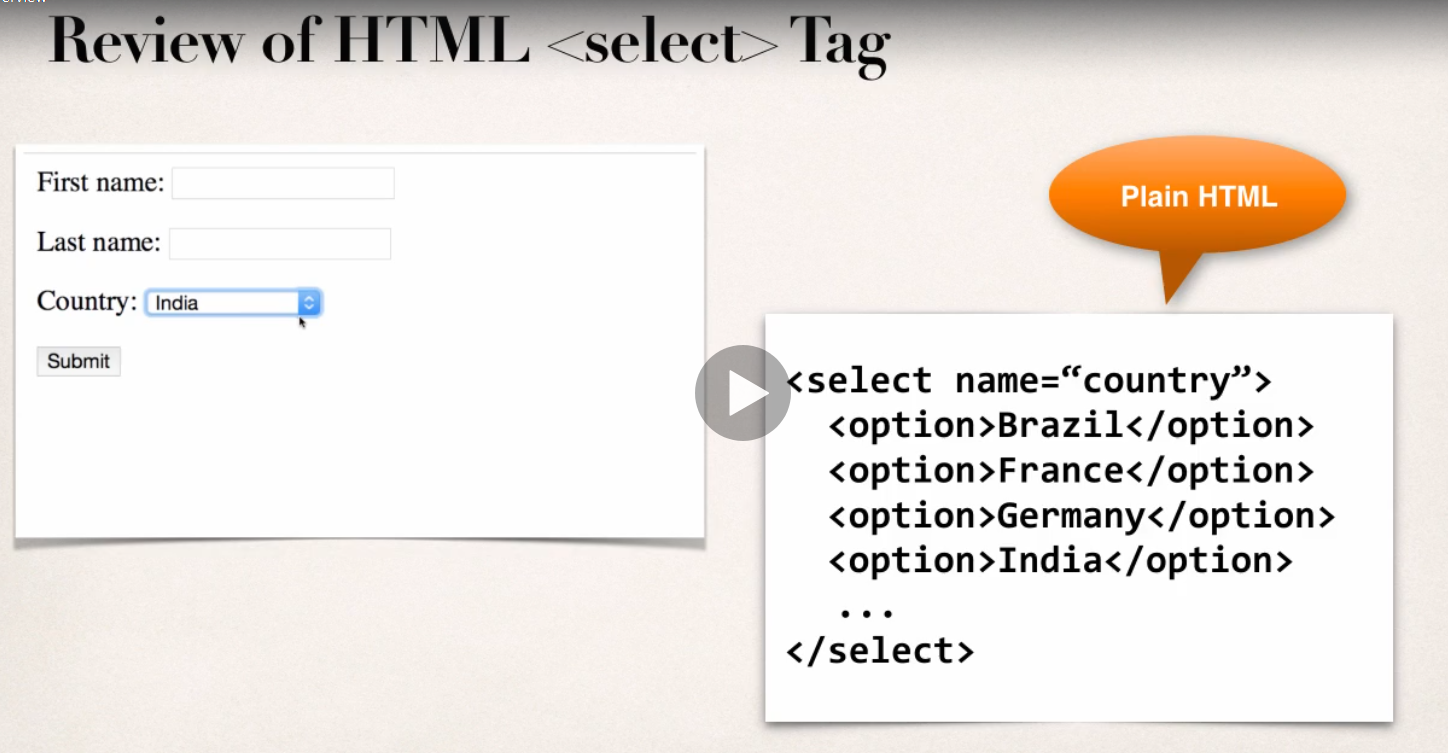 Review of HTML <select> Tag
First name:
Last name:
Country: India
Submit
Plain HTML
<select name=“country”>
<option>Brazil</option>
<option>France</option>
<option>Germany</option>
<option>India</option>
...
</select>